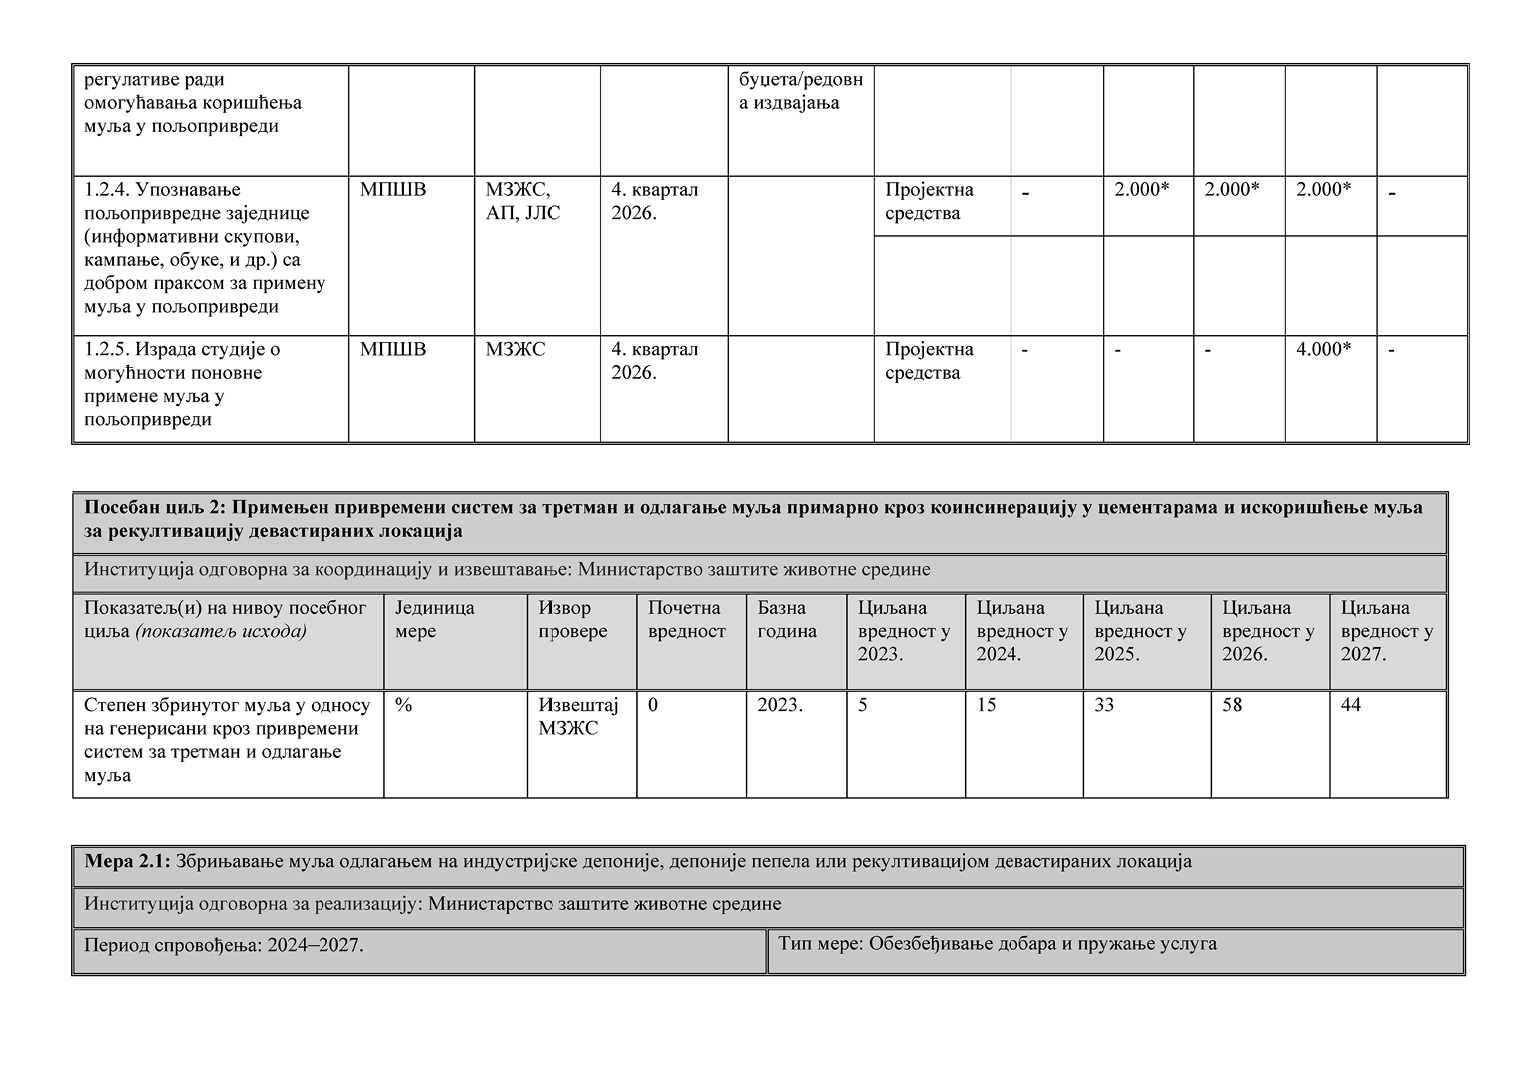 регулативе ради
омогућавања коришћења
муља у пољопривреди
буџета/редовн
а издвајања
1.2.4. Упознавање
пољопривредне заједнице
(информативни скупови,
кампање, обуке, и др.) са
добром праксом за примену
муља у пољопривреди
МПШВ
МЗЖС,
АП, ЈЛС
4. квартал
2026.
Пројектна
средства
-
2.000*
2.000*
2.000*
-
1.2.5. Израда студије о
могућности поновне
примене муља у
пољопривреди
МПШВ
МЗЖС
4. квартал
2026.
Пројектна
средства
-
-
-
4.000*
-
Посебан циљ 2: Примењен привремени систем за третман и одлагање муља примарно кроз коинсинерацију у цементарама и искоришћење муља
за рекултивацију девастираних локација
Институција одговорна за координацију и извештавање: Министарство заштите животне средине
Показатељ(и) на нивоу посебног
циља (показатељ исхода)
Јединица
мере
Извор
провере
Почетна
вредност
Базна
година
Циљана
вредност у
2023.
Циљана
вредност у
2024.
Циљана
вредност у
2025.
Циљана
вредност у
2026.
Циљана
вредност у
2027.
Степен збринутог муља у односу
на генерисани кроз привремени
систем за третман и одлагање
муља
%
Извештај
МЗЖС
0
2023.
5
15
33
58
44
Мера 2.1: Збрињавање муља одлагањем на индустријске депоније, депоније пепела или рекултивацијом девастираних локација
Институција одговорна за реализацију: Министарство заштите животне средине
Период спровођења: 2024–2027.
Тип мере: Обезбеђивање добара и пружање услуга